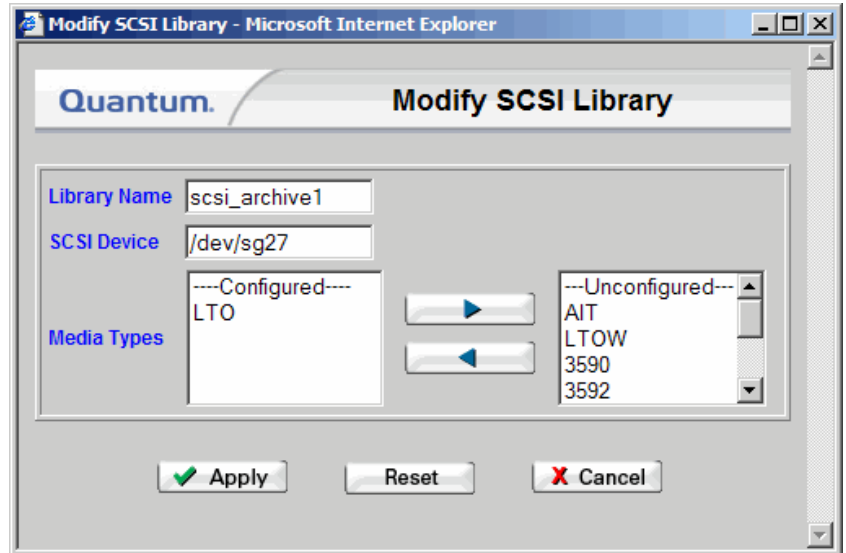 Modify SCSI Library - Microsoft Internet Explorer
Quantum.
Modify SCSI Library
Library Name scsi_archive1
SCSI Device /dev/sg27
Media Types
----Configured----
LTO
---Unconfigured---
AIT
LTOW
3590
3592
Apply Reset X Cancel